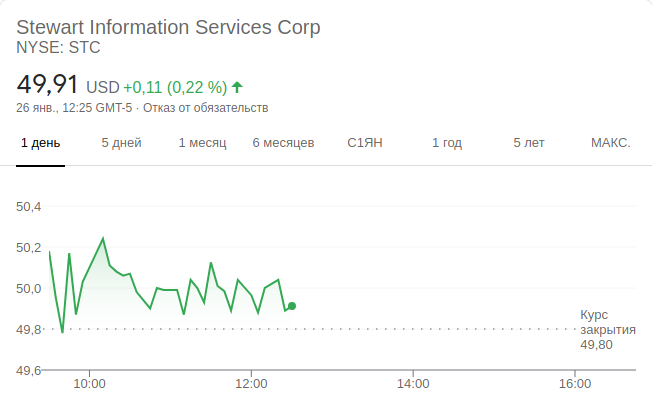 Stewart Information Services Corp
NYSE: STC
49,91 USD +0,11 (0,22 %)
26 янв., 12:25 GMT-5 · Отказ от обязательств
1 день 5 дней 1 месяц 6 месяцев С1ЯН 1 год 5 лет МАКС.
50,4
50,2
50,0
49,8
Курс
закрытия
49,80
49,6
10:00 12:00 14:00 16:00